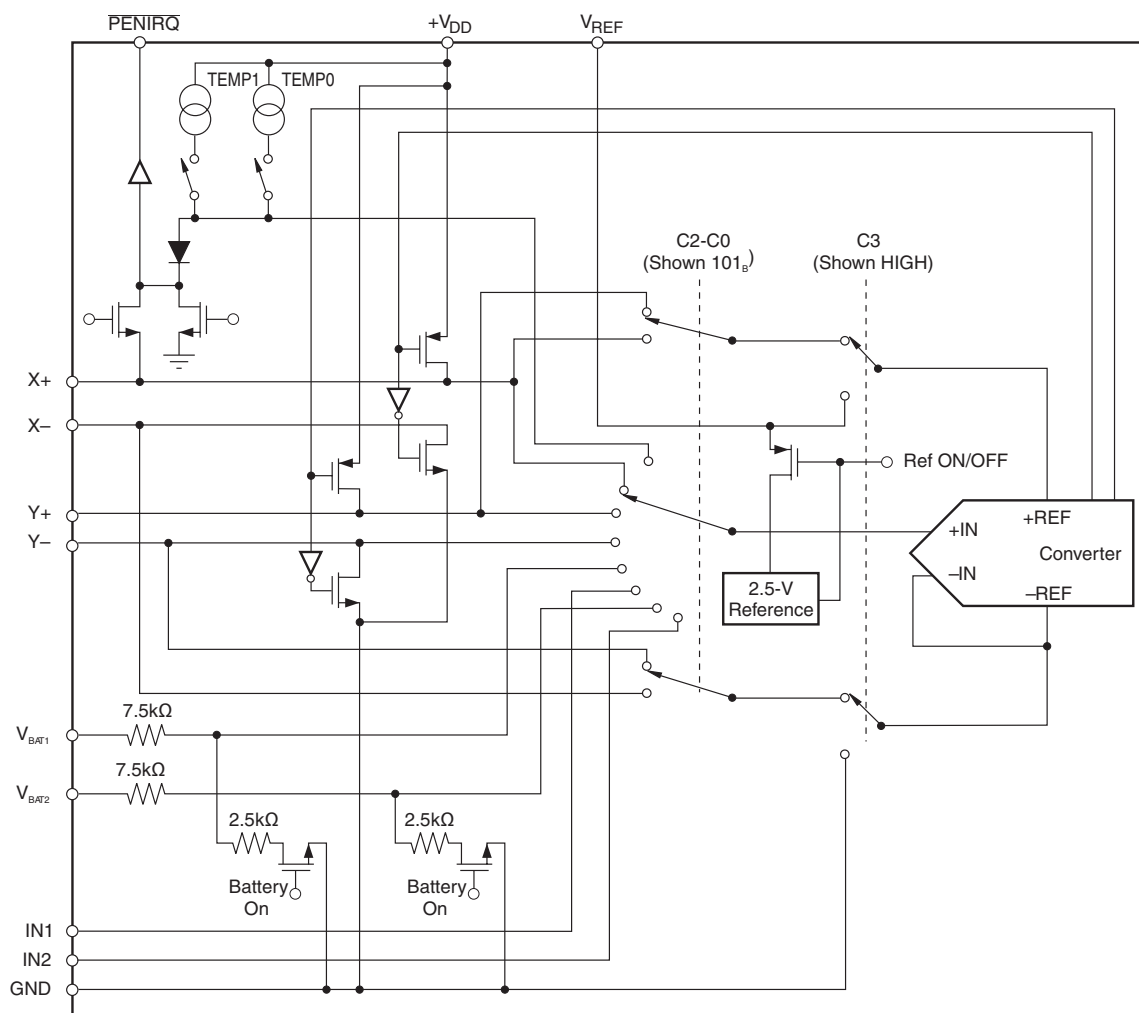 PENIRQ
+VDD
VREF
TEMP1
TEMP0
C2-C0
(Shown 101B)
C3
(Shown HIGH)
X+
X–
Y+
Y–
Ref ON/OFF
+IN
+REF
Converter
–IN
–REF
2.5-V
Reference
7.5kΩ
VBAT1
7.5kΩ
VBAT2
2.5kΩ
2.5kΩ
Battery
On
Battery
On
IN1
IN2
GND